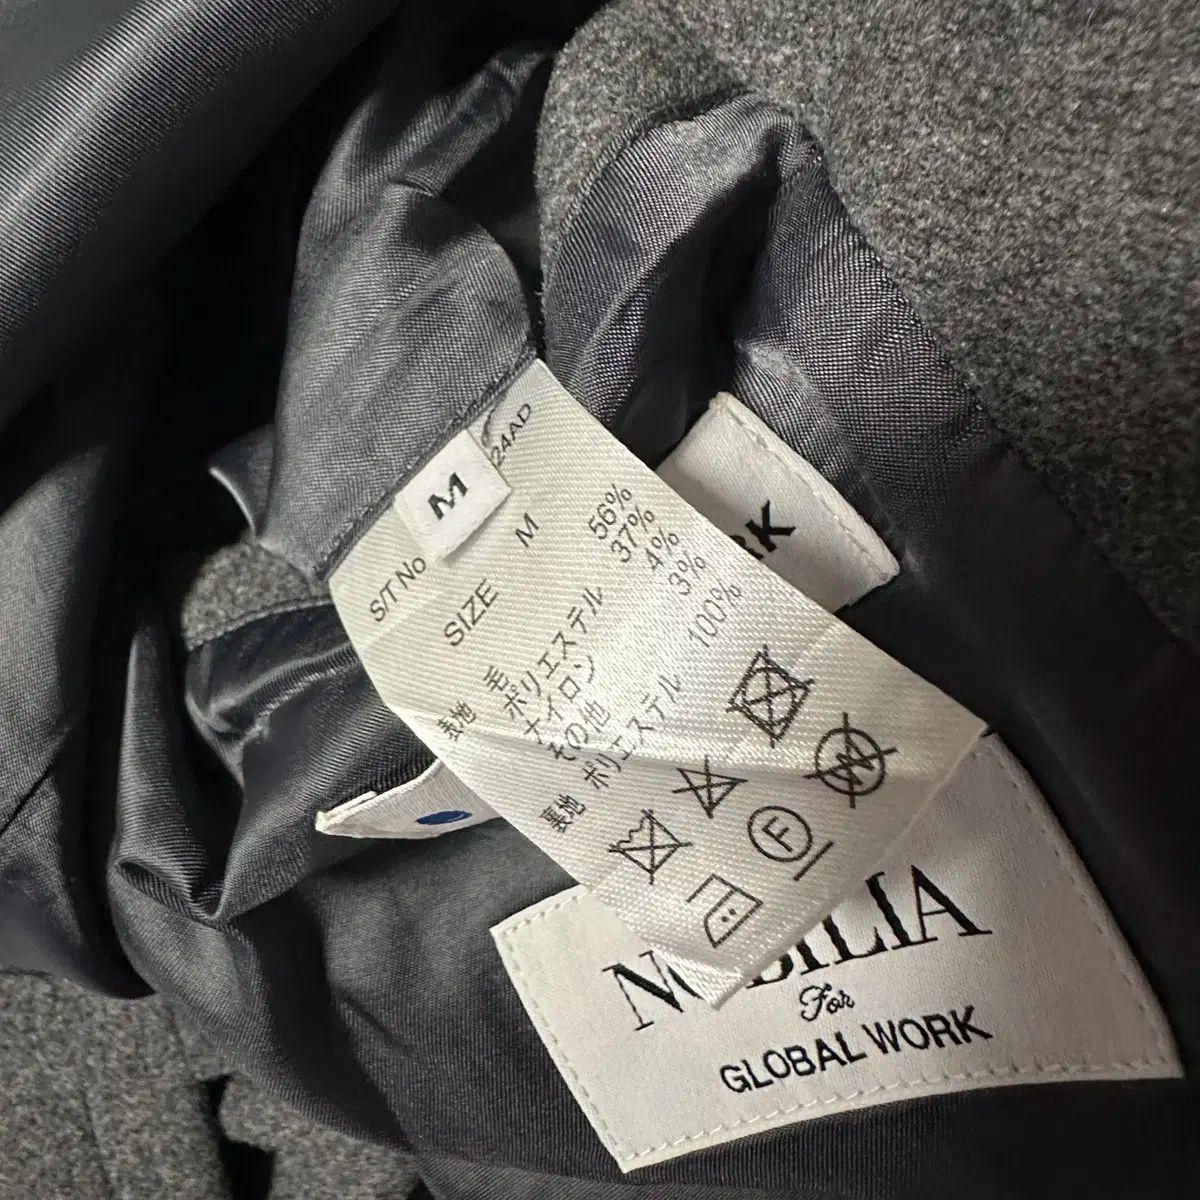 M
24AD
S/T No
SIZE M
表地 毛 56%
ポリエステル 37%
ナイロン 4%
その他 3%
裏地 ポリエステル 100%
W
F
RK
For
GLOBAL WORK